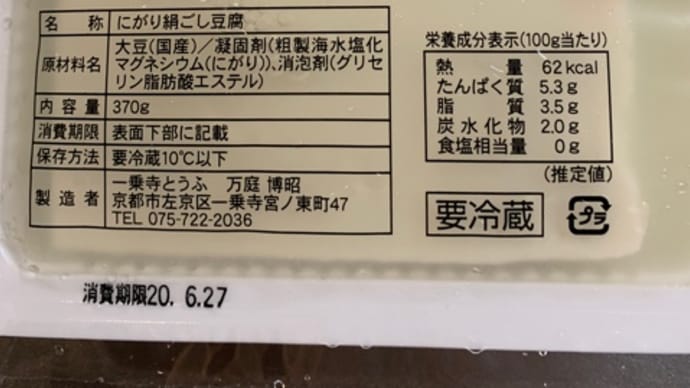 名称 にがり絹ごし豆腐
原材料名 大豆(国産)/凝固剤(粗製海水塩化
マグネシウム(にがり))、消泡剤(グリセ
リン脂肪酸エステル)
内容量 370g
消費期限 表面下部に記載
保存方法 要冷蔵10℃以下
製造者 一乗寺とうふ 万庭 博昭
京都市左京区一乗寺宮ノ東町47
TEL 075-722-2036
栄養成分表示(100g当たり)
熱量 62kcal
たんぱく質 5.3g
脂質 3.5g
炭水化物 2.0g
食塩相当量 0g
(推定値)
要冷蔵
プラ
消費期限20. 6.27